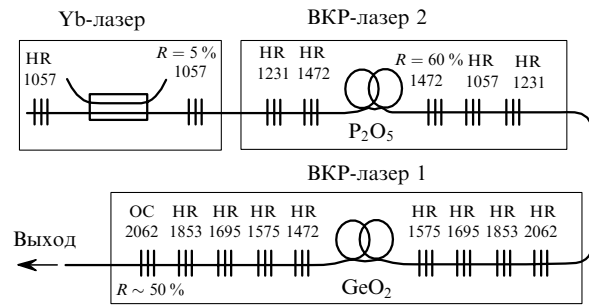 Yb-лазер
ВКР-лазер 2
HR
1057
R = 5 %
1057
HR HR
1231 1472
R = 60 % HR HR
1472 1057 1231
P₂O₅
ВКР-лазер 1
OC HR HR HR HR
2062 1853 1695 1575 1472
HR HR HR HR
1575 1695 1853 2062
Выход
R ~ 50 %
GeO₂